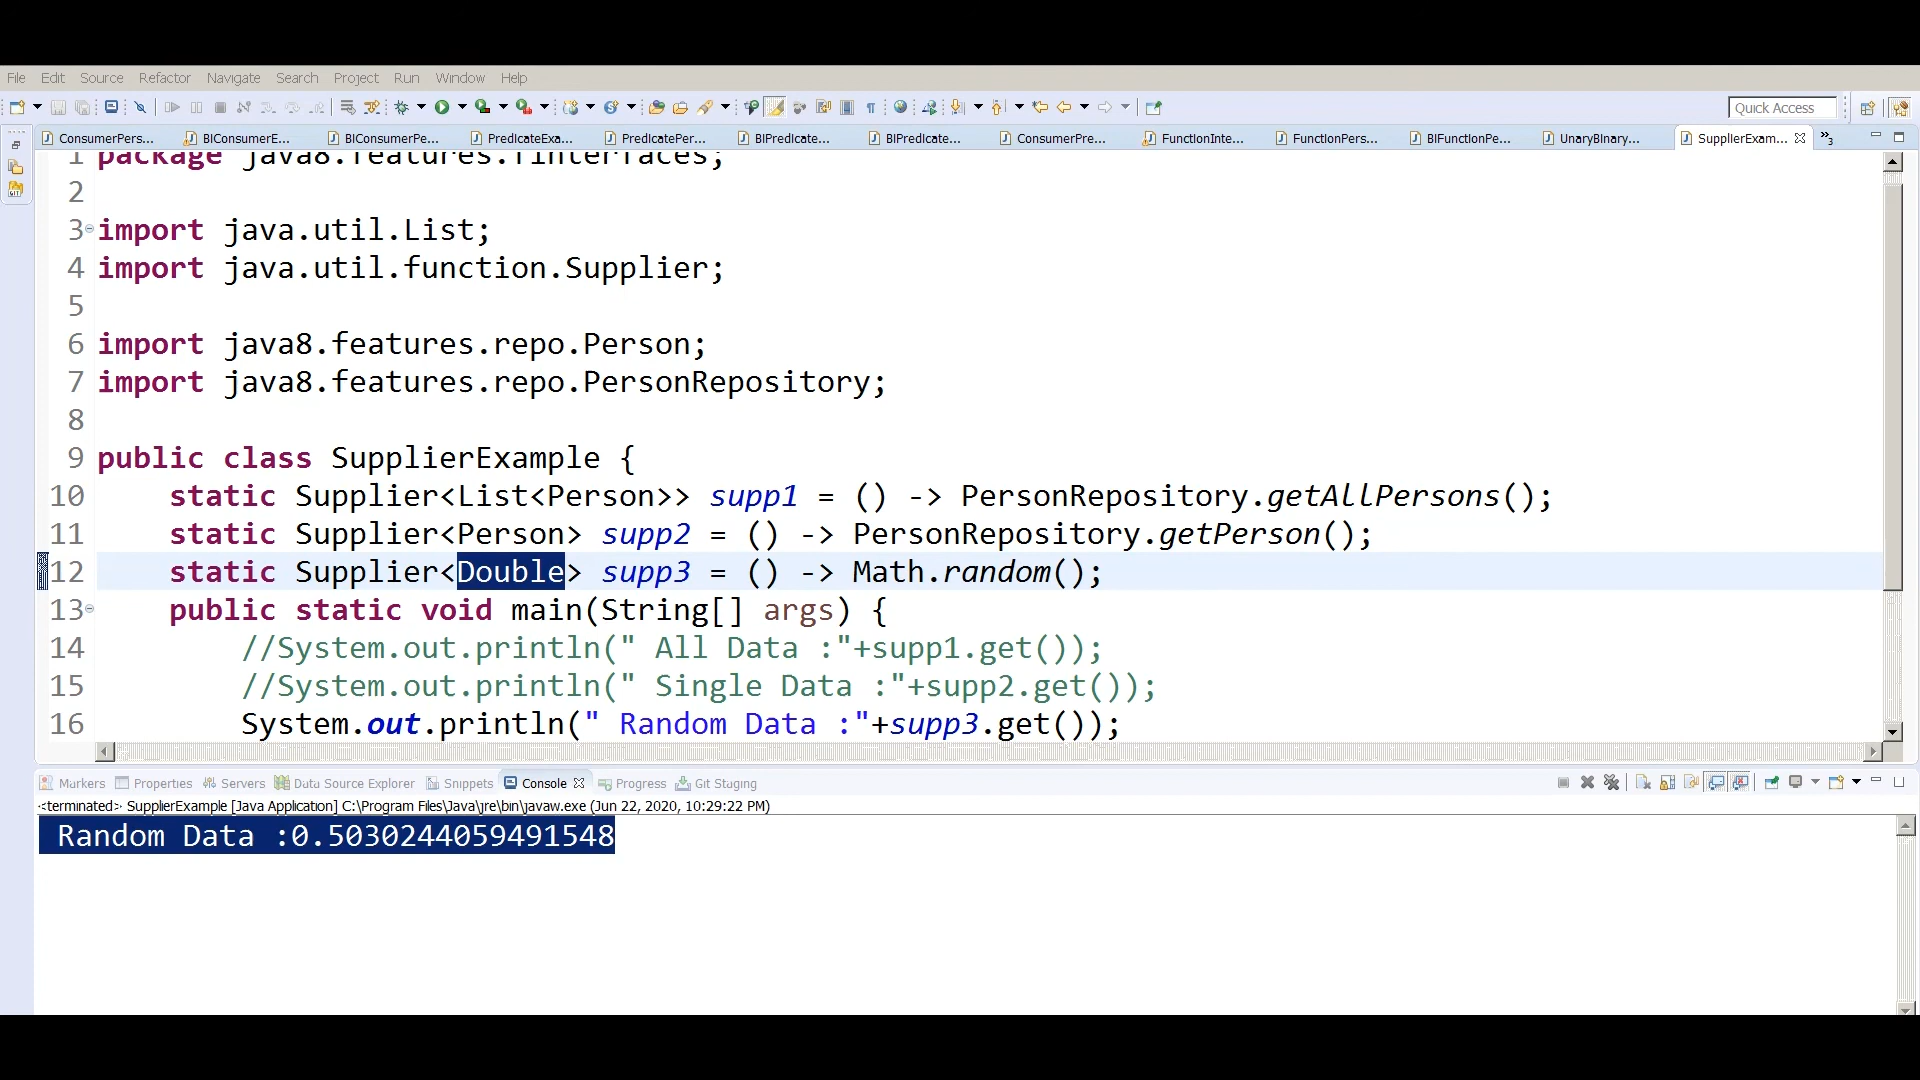 File Edit Source Refactor Navigate Search Project Run Window Help
Quick Access
ConsumerPers... BIConsumerE... BIConsumerPe... PredicateExa... PredicatePer... BIPredicate... BIPredicate... ConsumerPre... FunctionInte... FunctionPers... BIFunctionPe... UnaryBinary... SupplierExam... »3
1 package java8.features.finterfaces;
2
3 import java.util.List;
4 import java.util.function.Supplier;
5
6 import java8.features.repo.Person;
7 import java8.features.repo.PersonRepository;
8
9 public class SupplierExample {
10 static Supplier<List<Person>> supp1 = () -> PersonRepository.getAllPersons();
11 static Supplier<Person> supp2 = () -> PersonRepository.getPerson();
12 static Supplier<Double> supp3 = () -> Math.random();
13 public static void main(String[] args) {
14 //System.out.println(" All Data :"+supp1.get());
15 //System.out.println(" Single Data :"+supp2.get());
16 System.out.println(" Random Data :"+supp3.get());
Markers Properties Servers Data Source Explorer Snippets Console Progress Git Staging
<terminated> SupplierExample [Java Application] C:\Program Files\Java\jre\bin\javaw.exe (Jun 22, 2020, 10:29:22 PM)
Random Data :0.5030244059491548